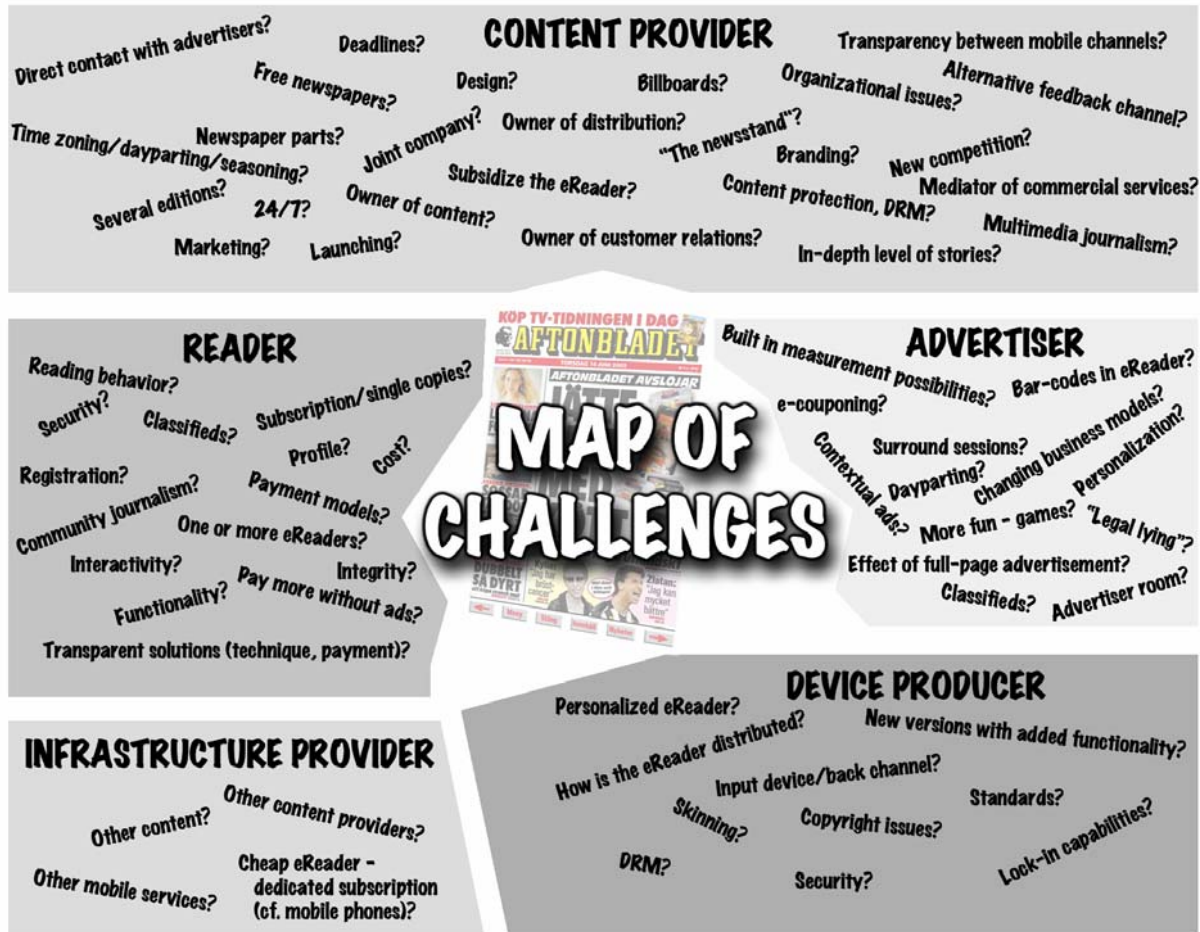 CONTENT PROVIDER
Direct contact with advertisers?
Deadlines?
Transparency between mobile channels?
Free newspapers?
Design?
Billboards?
Organizational issues?
Alternative feedback channel?
Time zoning/dayparting/seasoning?
Newspaper parts?
Joint company?
Owner of distribution?
"The newsstand"?
Branding?
New competition?
Several editions?
24/7?
Owner of content?
Subsidize the eReader?
Content protection, DRM?
Mediator of commercial services?
Marketing?
Launching?
Owner of customer relations?
In-depth level of stories?
Multimedia journalism?
READER
Reading behavior?
Security?
Classifieds?
Subscription/single copies?
Profile?
Cost?
Registration?
Community journalism?
Payment models?
One or more eReaders?
Interactivity?
Integrity?
Functionality?
Pay more without ads?
Transparent solutions (technique, payment)?
KÖP TV-TIDNINGEN I DAG
AFTONBLADET
AFTONBLADET AVSLÖJAR
JÄTTE
MED
MAP OF
CHALLENGES
DUBBELT
SÅ DYRT
Zlatan:
"Jag kan
mycket
bättre"
ADVERTISER
Built in measurement possibilities?
Bar-codes in eReader?
e-couponing?
Surround sessions?
Changing business models?
Personalization?
Contextual ads?
Dayparting?
More fun - games?
"Legal lying"?
Effect of full-page advertisement?
Classifieds?
Advertiser room?
INFRASTRUCTURE PROVIDER
Other content?
Other content providers?
Other mobile services?
Cheap eReader -
dedicated subscription
(cf. mobile phones)?
DEVICE PRODUCER
Personalized eReader?
How is the eReader distributed?
New versions with added functionality?
Input device/back channel?
Skinning?
Copyright issues?
Standards?
Lock-in capabilities?
DRM?
Security?